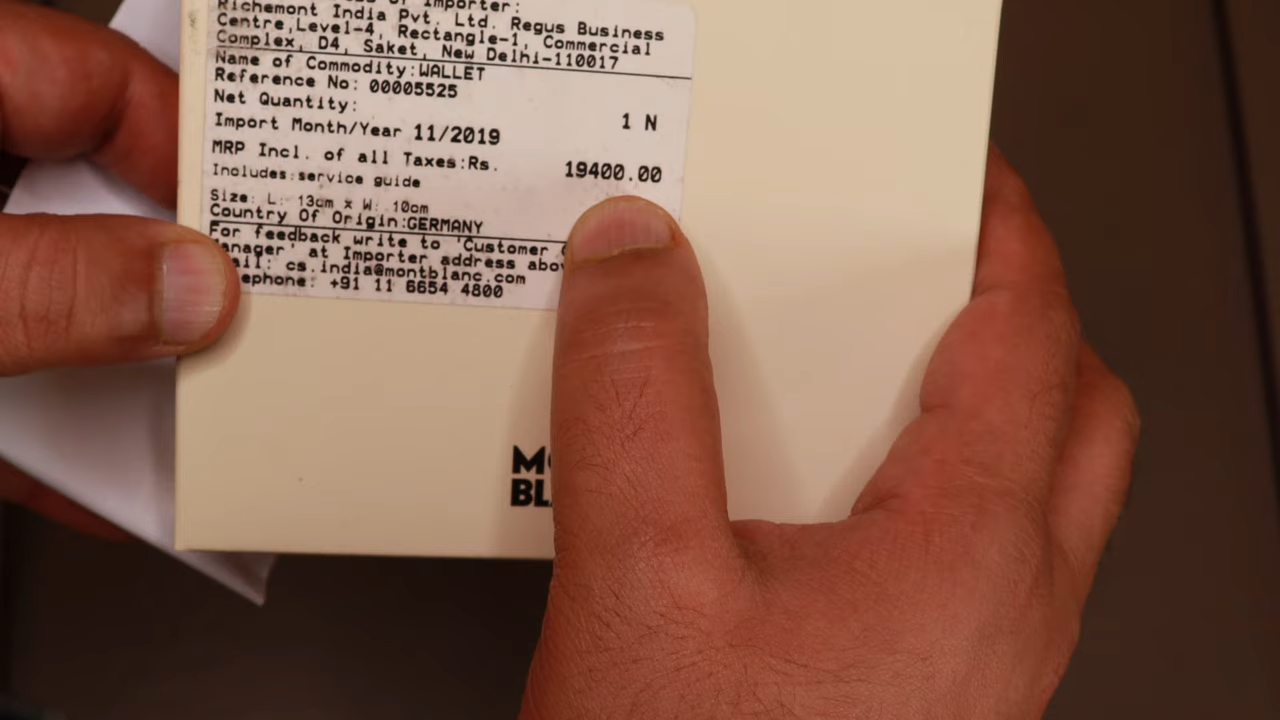 of Importer:
Richemont India Pvt. Ltd. Regus Business
Centre,Level-4, Rectangle-1, Commercial
Complex, D4, Saket, New Delhi-110017
Name of Commodity:WALLET
Reference No: 00005525
Net Quantity: 1 N
Import Month/Year 11/2019
MRP Incl. of all Taxes:Rs. 19400.00
Includes:service guide
Size: L: 13cm x W: 10cm
Country Of Origin:GERMANY
For feedback write to 'Customer
Manager' at Importer address
cs.india@montblanc.com
+91 11 6654 4800